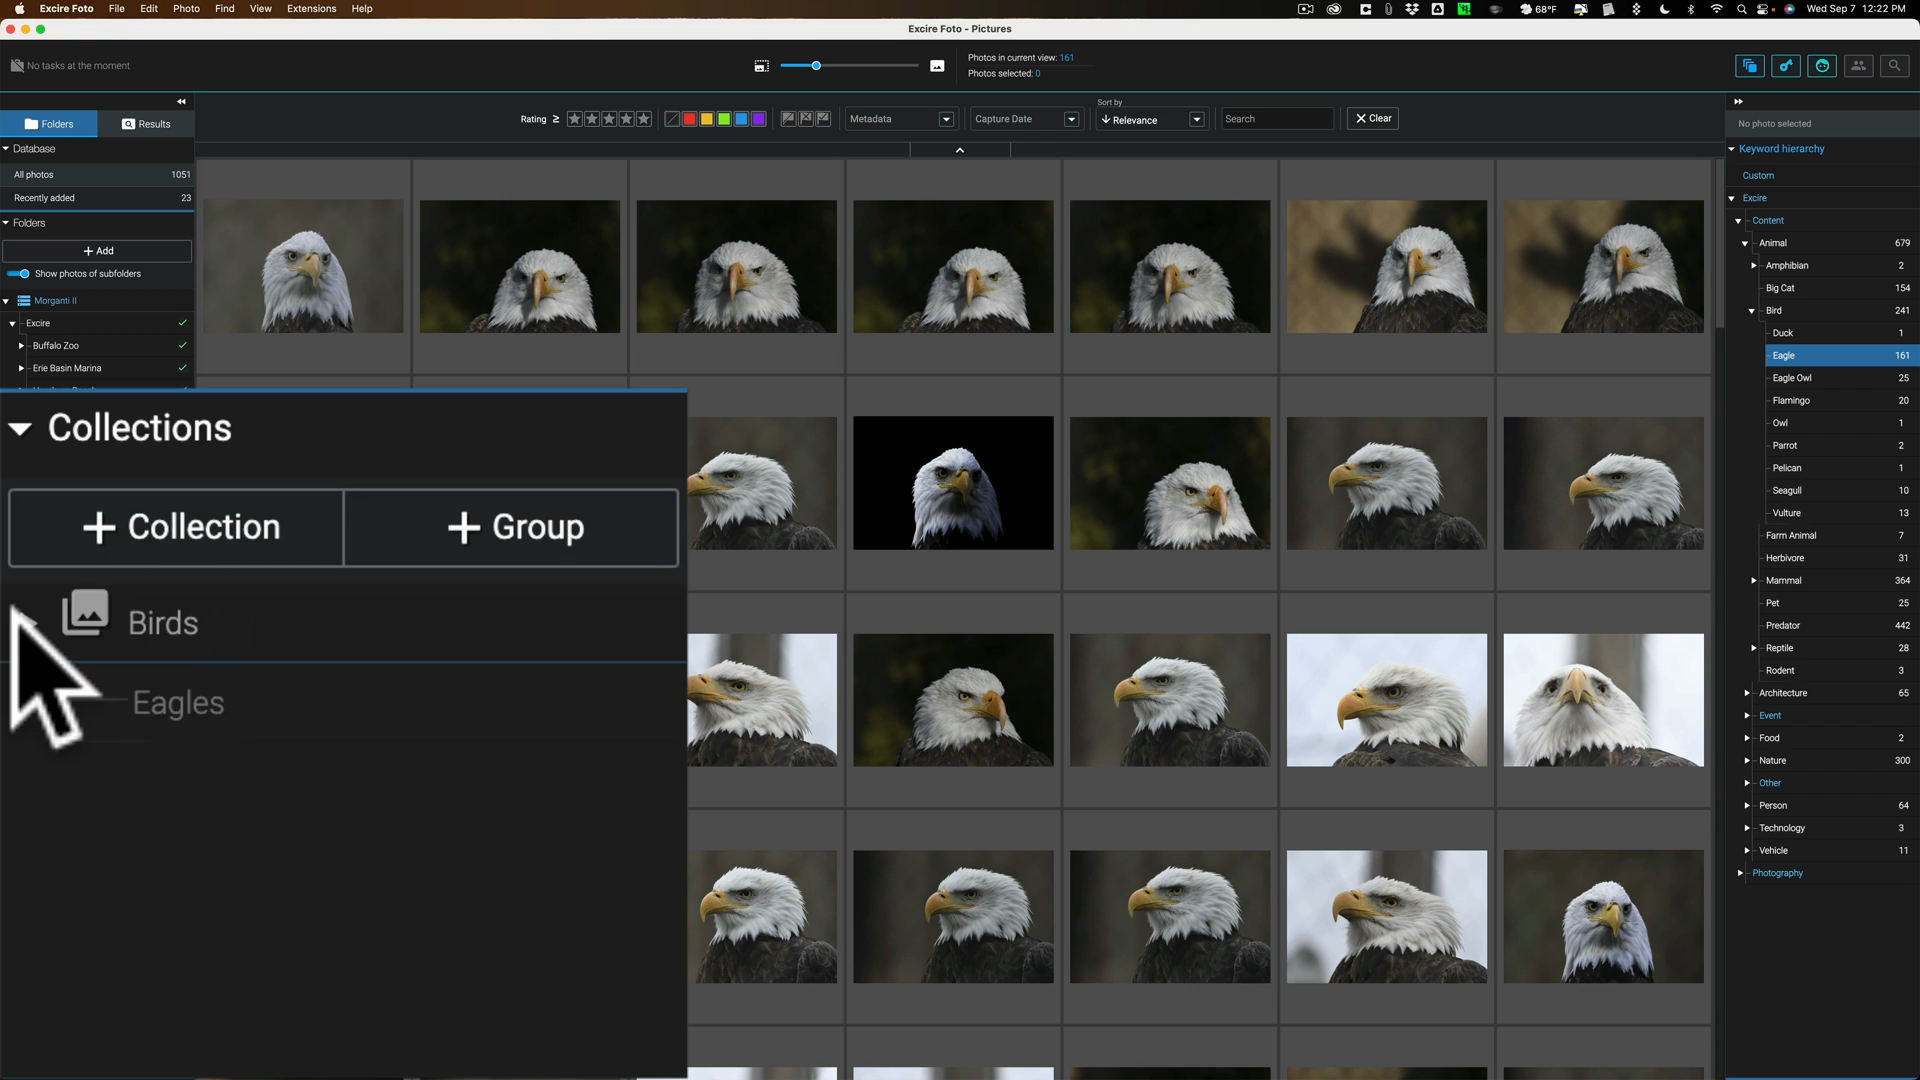 Excire Foto File Edit Photo Find View Extensions Help 68°F Wed Sep 7 12:22 PM
Excire Foto - Pictures
No tasks at the moment
Photos in current view: 161
Photos selected: 0
Folders Results
Database
All photos 1051
Recently added 23
Folders
+ Add
Show photos of subfolders
Morganti II
Excire
Buffalo Zoo
Erie Basin Marina
Collections
+ Collection + Group
Birds
Eagles
Rating ≥ Metadata Capture Date
Sort by
Relevance
Search
Clear
No photo selected
Keyword hierarchy
Custom
Excire
Content
Animal 679
Amphibian 2
Big Cat 154
Bird 241
Duck 1
Eagle 161
Eagle Owl 25
Flamingo 20
Owl 1
Parrot 2
Pelican 1
Seagull 10
Vulture 13
Farm Animal 7
Herbivore 31
Mammal 364
Pet 25
Predator 442
Reptile 28
Rodent 3
Architecture 65
Event
Food 2
Nature 300
Other
Person 64
Technology 3
Vehicle 11
Photography